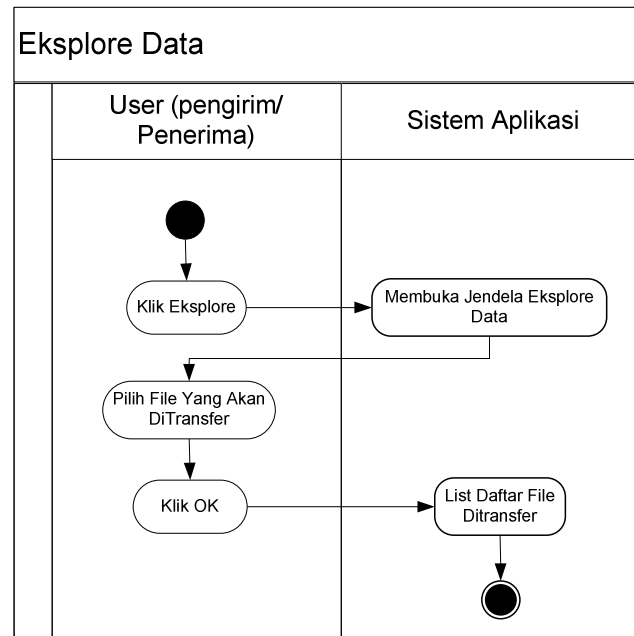 Eksplore Data
User (pengirim/
Penerima)
Sistem Aplikasi
Klik Eksplore
Membuka Jendela Eksplore
Data
Pilih File Yang Akan
DiTransfer
Klik OK
List Daftar File
Ditransfer